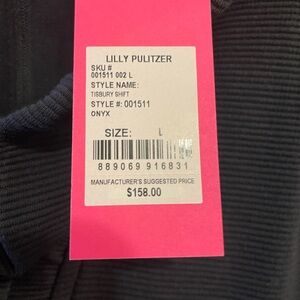 LILLY PULITZER
SKU #
001511 002 L
STYLE NAME:
TISBURY SHIFT
STYLE #: 001511
ONYX
SIZE: L
889069 916831
MANUFACTURER'S SUGGESTED PRICE
$158.00